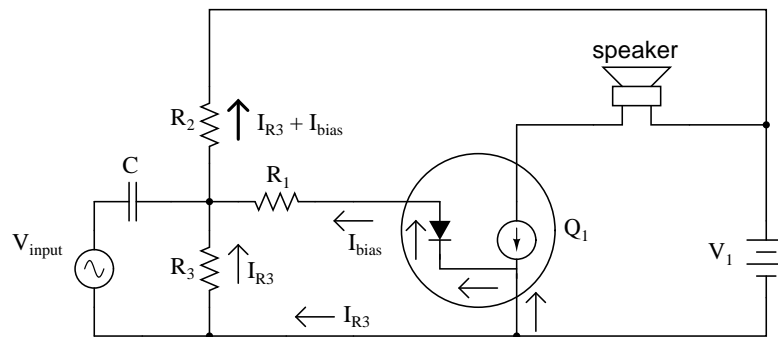 speaker
R2
IR3 + Ibias
C
R1
Vinput
Ibias
Q1
V1
R3
IR3
IR3